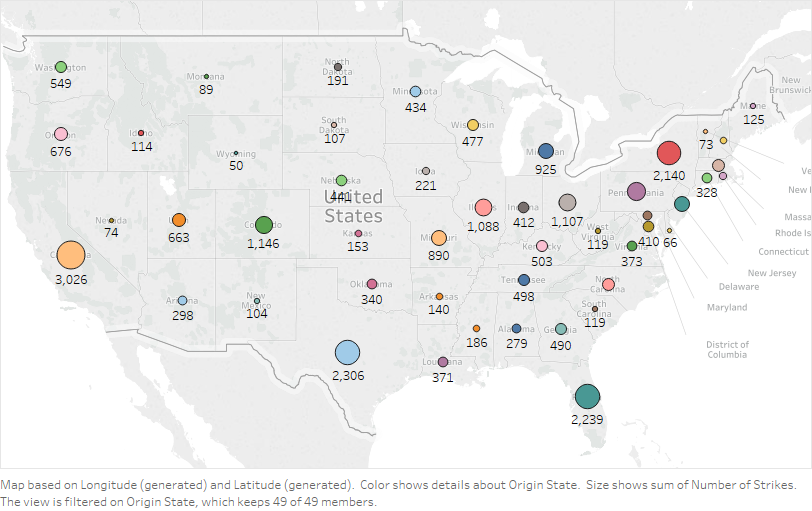 Maine
125
New
Brunswick
Washington
549
Montana
89
North
Dakota
191
Minnesota
434
Wisconsin
477
Michigan
925
73
2,140
Oregon
676
Idaho
114
South
Dakota
107
Wyoming
50
Iowa
221
328
Nebraska
441
United
States
Pennsylvania
Illinois
1,088
Indiana
412
1,107
Nevada
74
663
Colorado
1,146
Kansas
153
Missouri
890
Kentucky
503
West
Virginia
119
410
66
Virginia
373
Ve
New
Massa
Rhode Is
Connecticut
New Jersey
Delaware
Maryland
District of
Columbia
3,026
Arizona
298
New
Mexico
104
Oklahoma
340
Arkansas
140
Tennessee
498
North
Carolina
South
Carolina
119
186
Alabama
279
Georgia
490
Louisiana
371
2,306
2,239
Map based on Longitude (generated) and Latitude (generated). Color shows details about Origin State. Size shows sum of Number of Strikes.
The view is filtered on Origin State, which keeps 49 of 49 members.